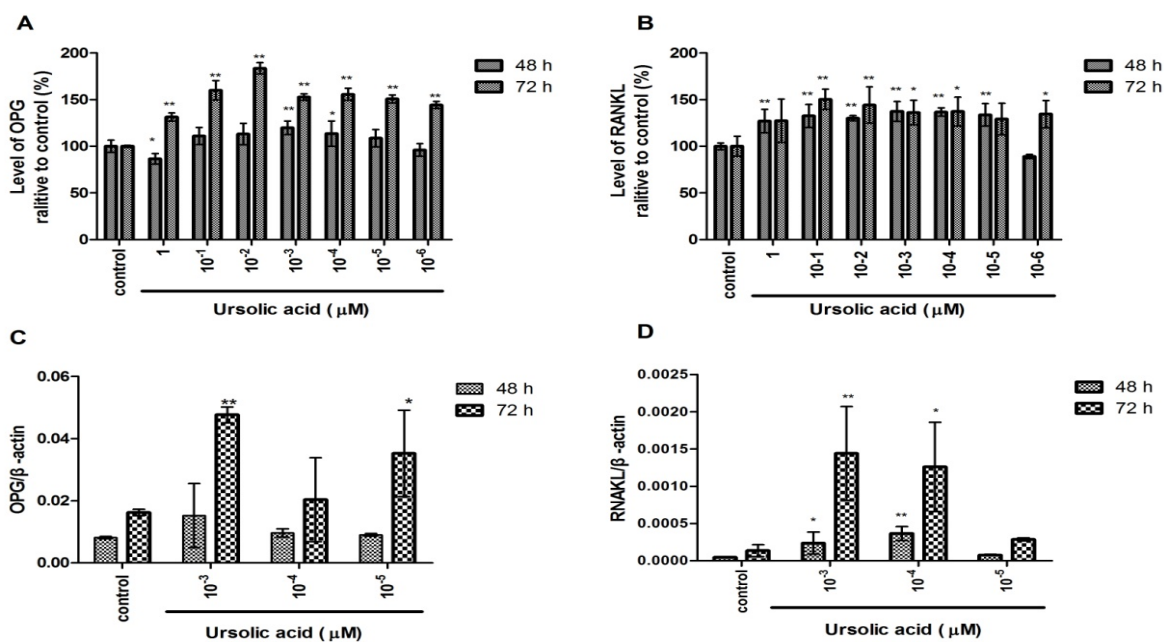 A
Level of OPG
ralitive to control (%)
200
150
100
50
0
*
**
**
**
**
**
**
*
**
**
**
48 h
72 h
control
1
10-1
10-2
10-3
10-4
10-5
10-6
Ursolic acid ( μM)
B
Level of RANKL
ralitive to control (%)
200
150
100
50
0
**
**
**
**
**
**
*
**
*
**
*
48 h
72 h
control
1
10-1
10-2
10-3
10-4
10-5
10-6
Ursolic acid ( μM)
C
OPG/β -actin
0.06
0.04
0.02
0.00
**
*
48 h
72 h
control
10-3
10-4
10-5
Ursolic acid ( μM)
D
RNAKL/β -actin
0.0025
0.0020
0.0015
0.0010
0.0005
0.0000
*
**
**
*
48 h
72 h
control
10-3
10-4
10-5
Ursolic acid ( μM)